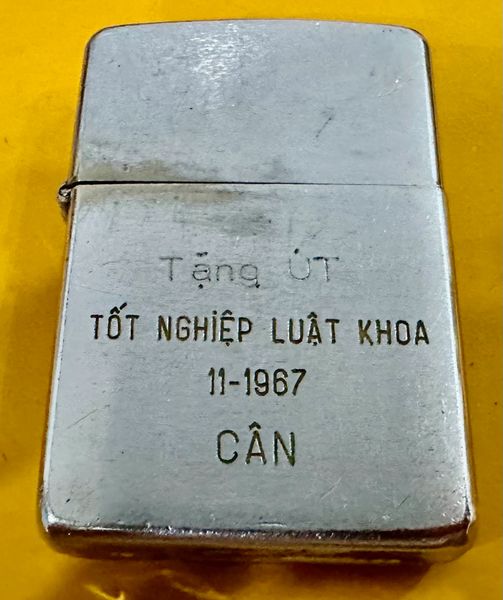 Tặng ÚT
TỐT NGHIỆP LUẬT KHOA
11-1967
CÂN